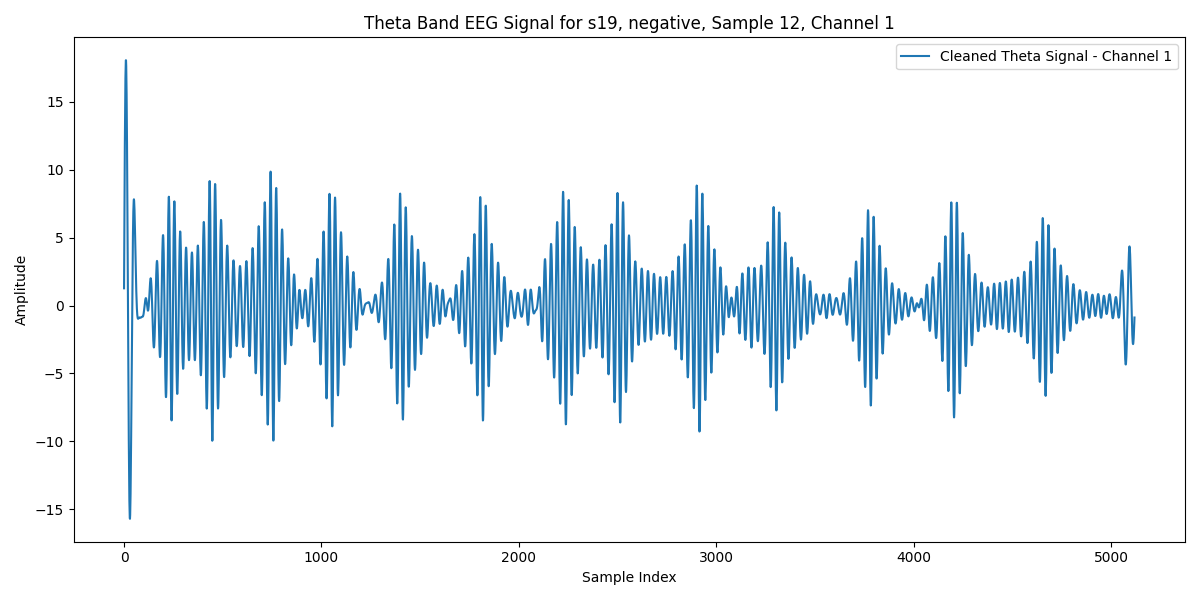 Theta Band EEG Signal for s19, negative, Sample 12, Channel 1
Cleaned Theta Signal - Channel 1
Amplitude
15
10
5
0
−5
−10
−15
0 1000 2000 3000 4000 5000
Sample Index